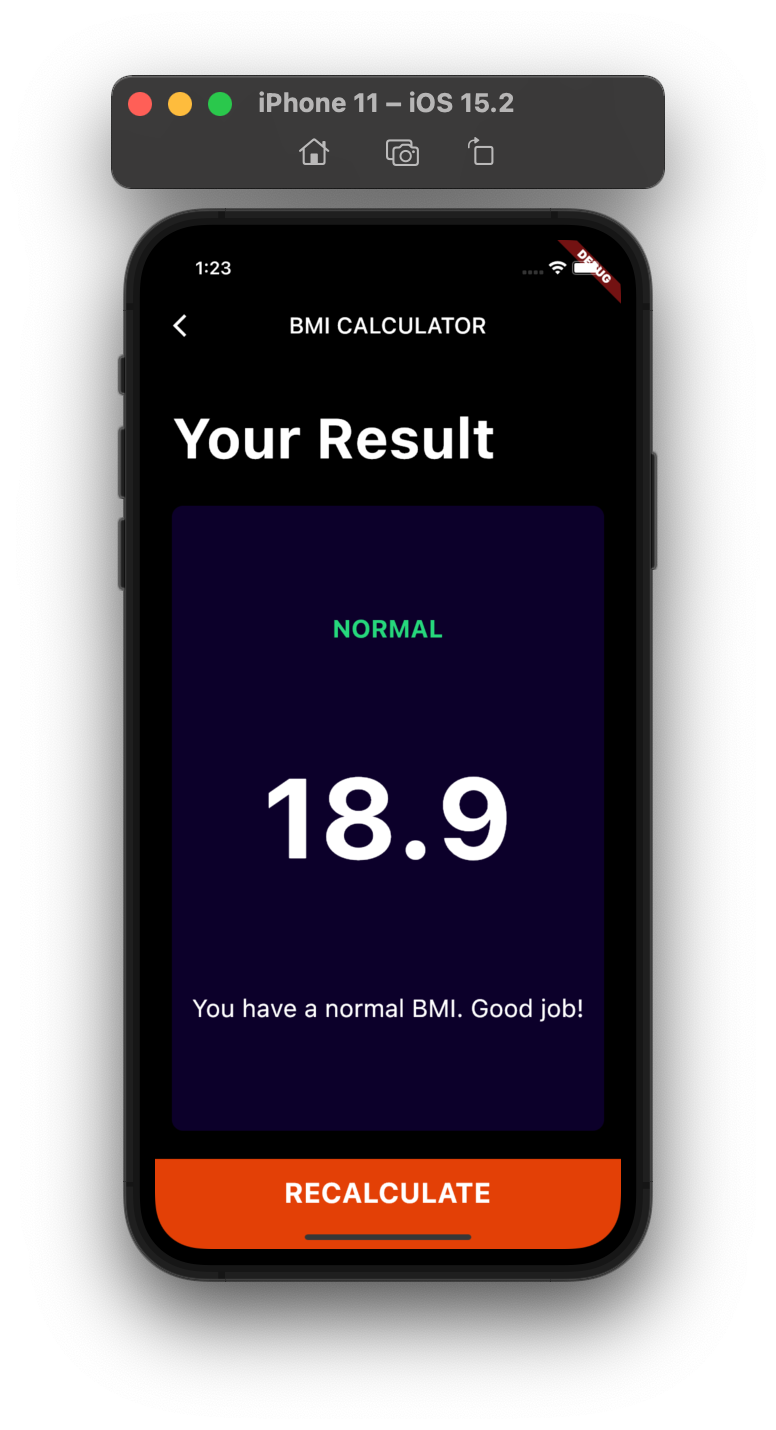 iPhone 11 – iOS 15.2
1:23
DEBUG
BMI CALCULATOR
Your Result
NORMAL
18.9
You have a normal BMI. Good job!
RECALCULATE